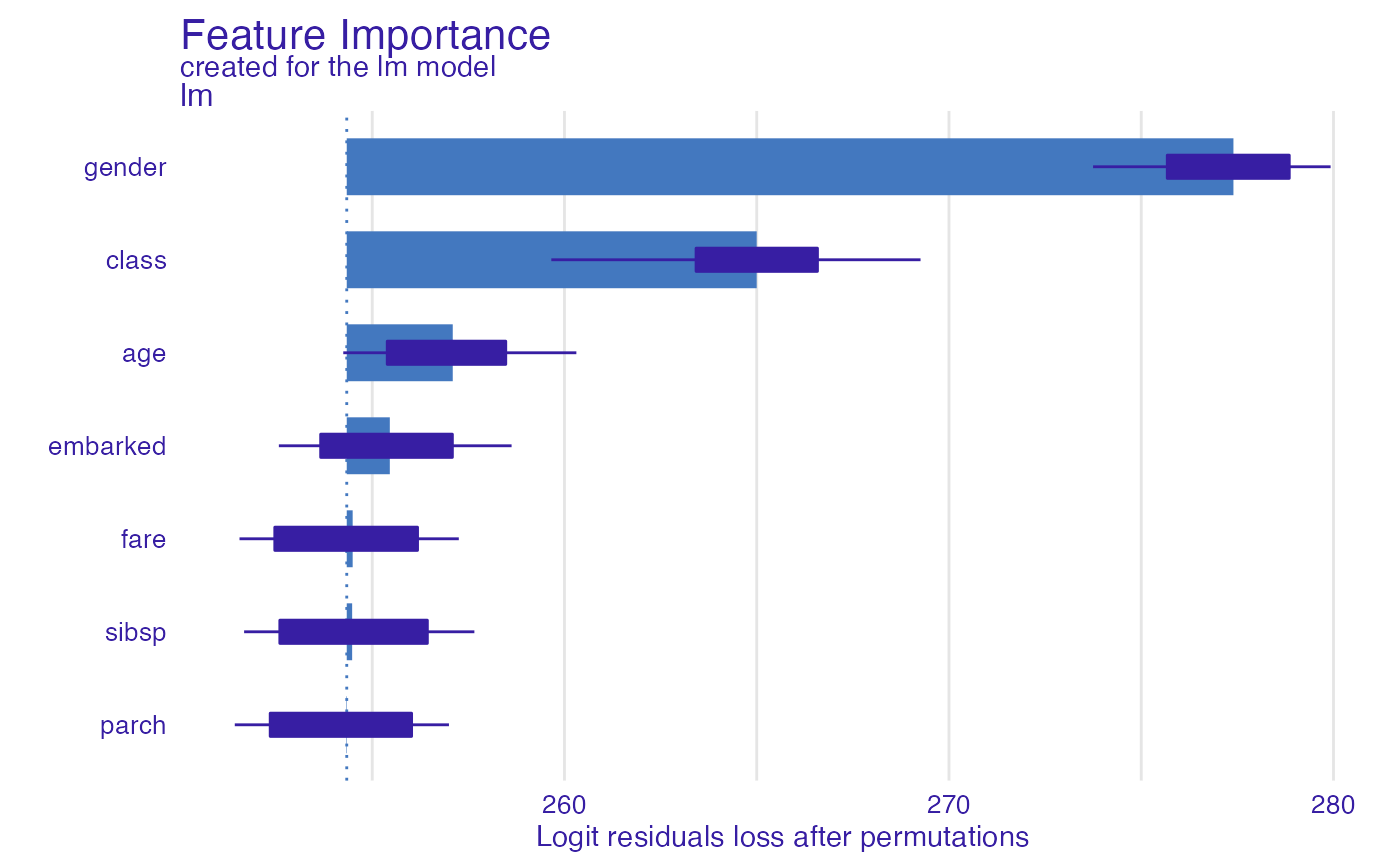 Feature Importance
created for the lm model
lm
gender
class
age
embarked
fare
sibsp
parch
260 270 280
Logit residuals loss after permutations